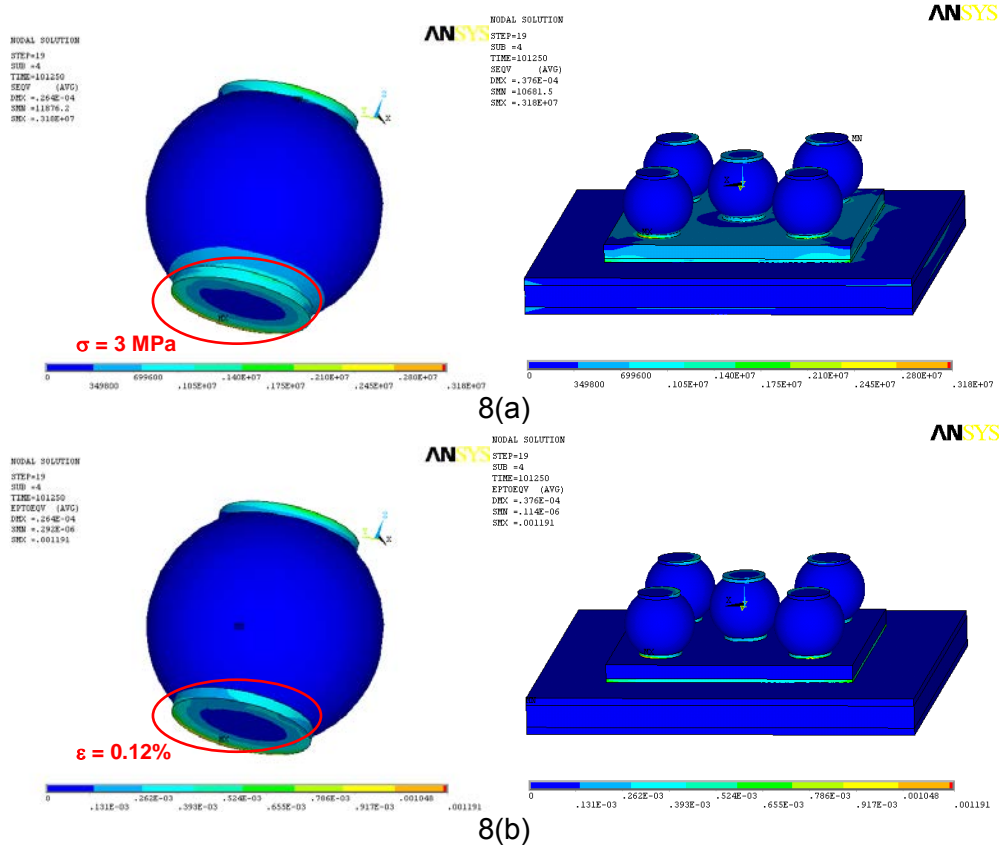 ANSYS
NODAL SOLUTION
STEP=19
SUB =4
TIME=101250
SEQV (AVG)
DMX =.264E-04
SMN =11876.2
SMX =.318E+07
Z
Y
X
MX
σ = 3 MPa
0 699600 .140E+07 .210E+07 .280E+07
349800 .105E+07 .175E+07 .245E+07 .318E+07
ANSYS
NODAL SOLUTION
STEP=19
SUB =4
TIME=101250
SEQV (AVG)
DMX =.376E-04
SMN =10681.5
SMX =.318E+07
MN
0 699600 .140E+07 .210E+07 .280E+07
349800 .105E+07 .175E+07 .245E+07 .318E+07
8(a)
ANSYS
NODAL SOLUTION
STEP=19
SUB =4
TIME=101250
EPTOEQV (AVG)
DMX =.264E-04
SMN =.292E-06
SMX =.001191
Z
X
ε = 0.12%
0 .262E-03 .524E-03 .786E-03 .001048
.131E-03 .393E-03 .655E-03 .917E-03 .001191
ANSYS
NODAL SOLUTION
STEP=19
SUB =4
TIME=101250
EPTOEQV (AVG)
DMX =.376E-04
SMN =.114E-06
SMX =.001191
0 .262E-03 .524E-03 .786E-03 .001048
.131E-03 .393E-03 .655E-03 .917E-03 .001191
8(b)